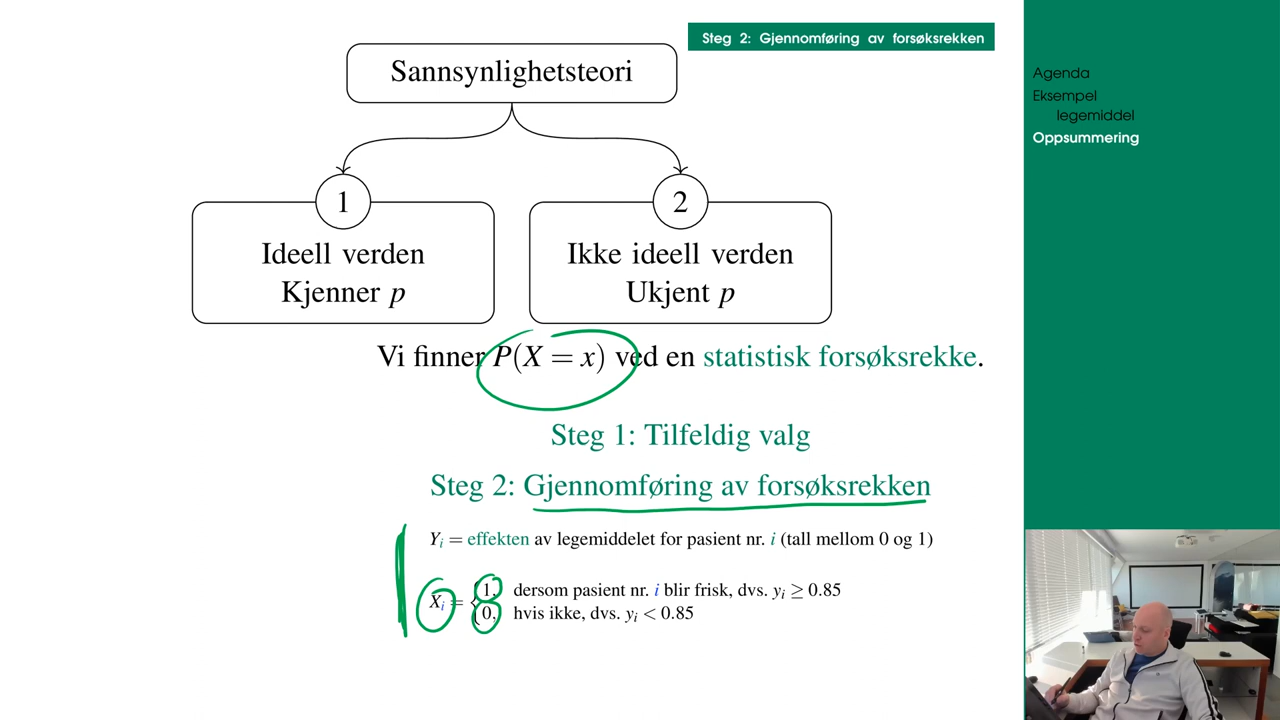 Steg 2: Gjennomføring av forsøksrekken
Sannsynlighetsteori
1
Ideell verden
Kjenner p
2
Ikke ideell verden
Ukjent p
Vi finner P(X = x) ved en statistisk forsøksrekke.
Steg 1: Tilfeldig valg
Steg 2: Gjennomføring av forsøksrekken
Yᵢ = effekten av legemiddelet for pasient nr. i (tall mellom 0 og 1)
Xᵢ = {1, dersom pasient nr. i blir frisk, dvs. yᵢ ≥ 0.85
0, hvis ikke, dvs. yᵢ < 0.85
Agenda
Eksempel
legemiddel
Oppsummering